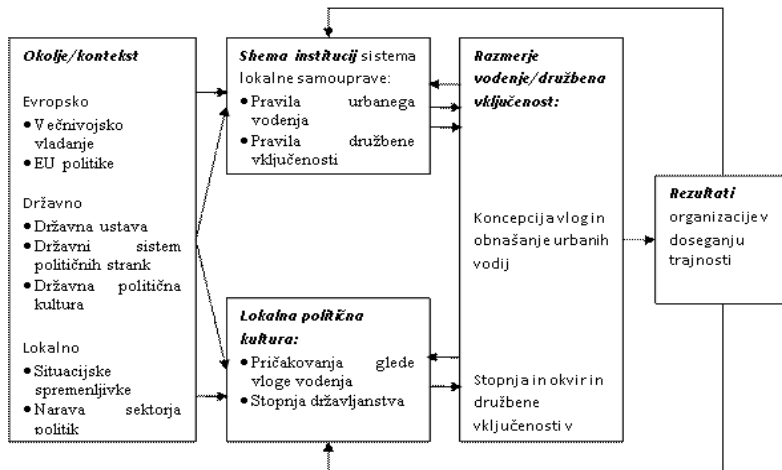 Okolje/kontekst
Evropsko
● Večnivojsko
vladanje
● EU politike
Državno
● Državna ustava
● Državni sistem
političnih strank
● Državna politična
kultura
Lokalno
● Situacijske
spremenljivke
● Narava sektorja
politik
Shema institucij sistema
lokalne samouprave:
● Pravila urbanega
vodenja
● Pravila družbene
vključenosti
Lokalna politična
kultura:
● Pričakovanja glede
vloge vodenja
● Stopnja državljanstva
Razmerje
vodenje/družbena
vključenost:
Koncepcija vlog in
obnašanje urbanih
vodij
Stopnja in okvir in
družbene
vključenosti v
Rezultati
organizacije v
doseganju
trajnosti